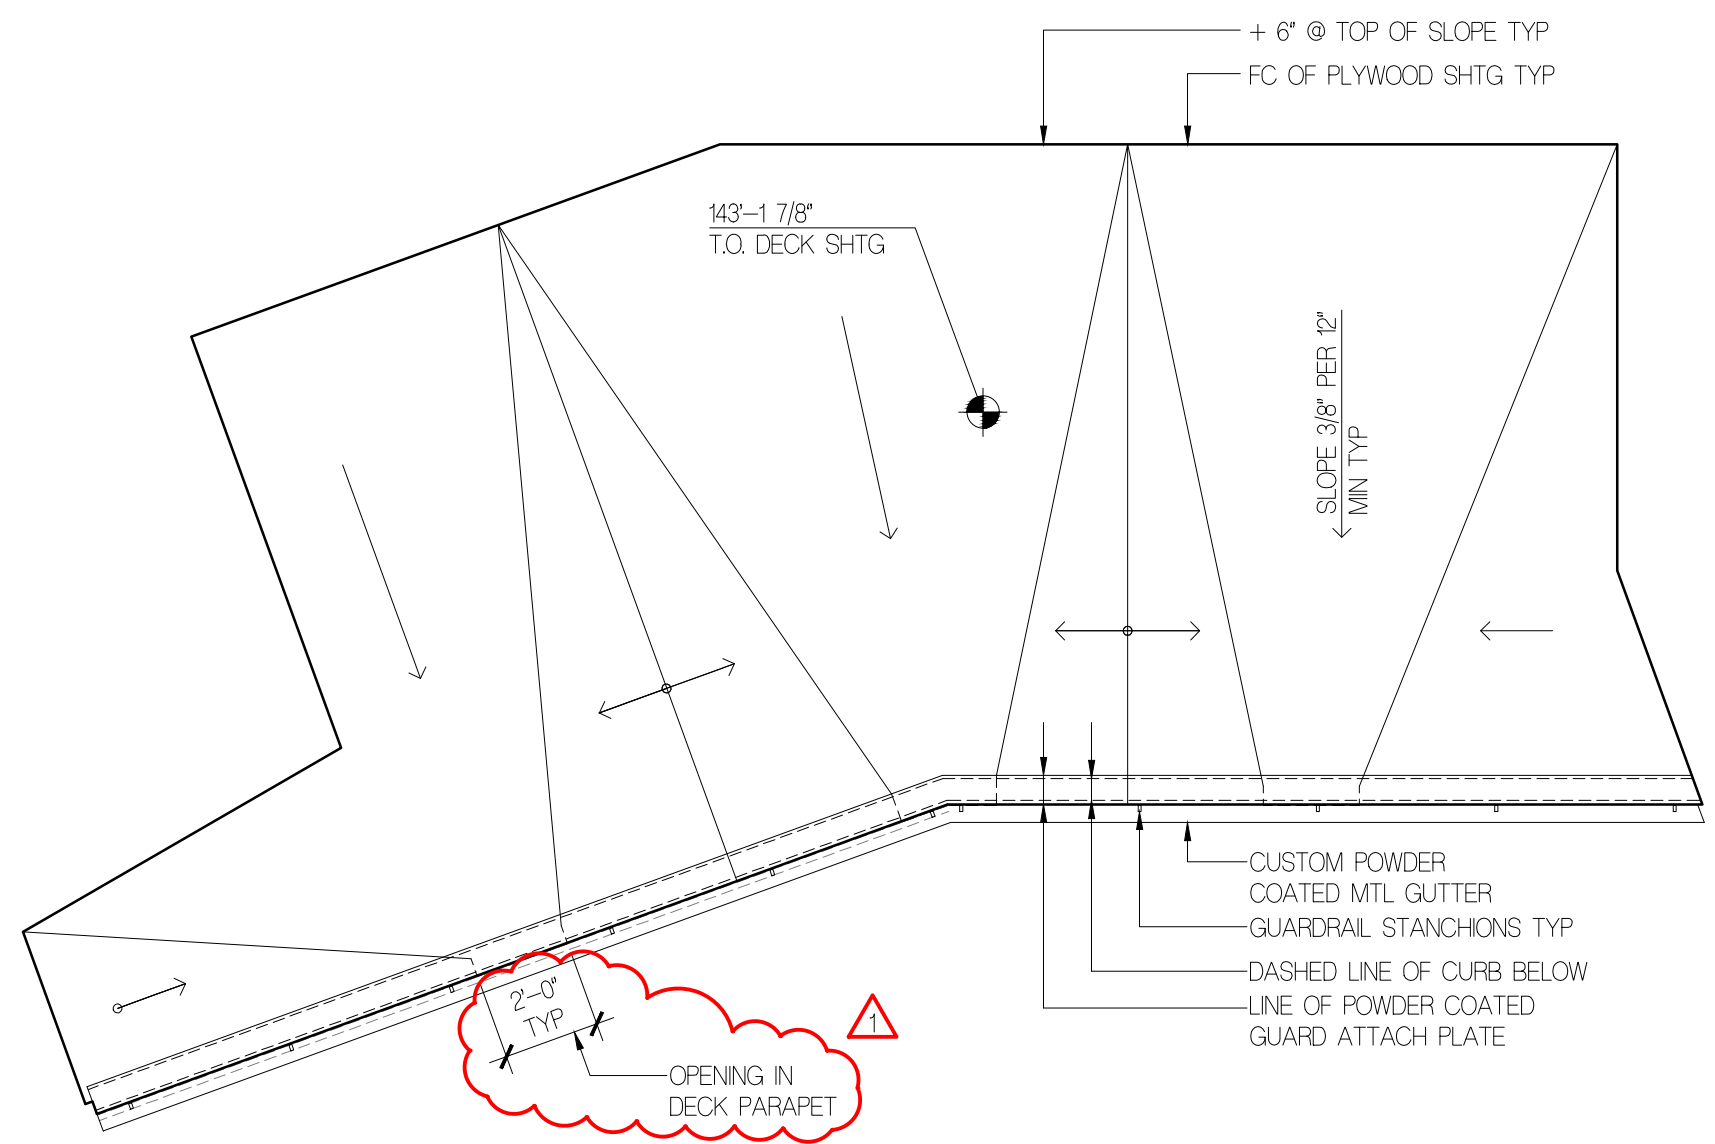 + 6" @ TOP OF SLOPE TYP
FC OF PLYWOOD SHTG TYP
143'–1 7/8"
T.O. DECK SHTG
SLOPE 3/8" PER 12"
MIN TYP
CUSTOM POWDER
COATED MTL GUTTER
GUARDRAIL STANCHIONS TYP
DASHED LINE OF CURB BELOW
LINE OF POWDER COATED
GUARD ATTACH PLATE
2'–0"
TYP
1
OPENING IN
DECK PARAPET